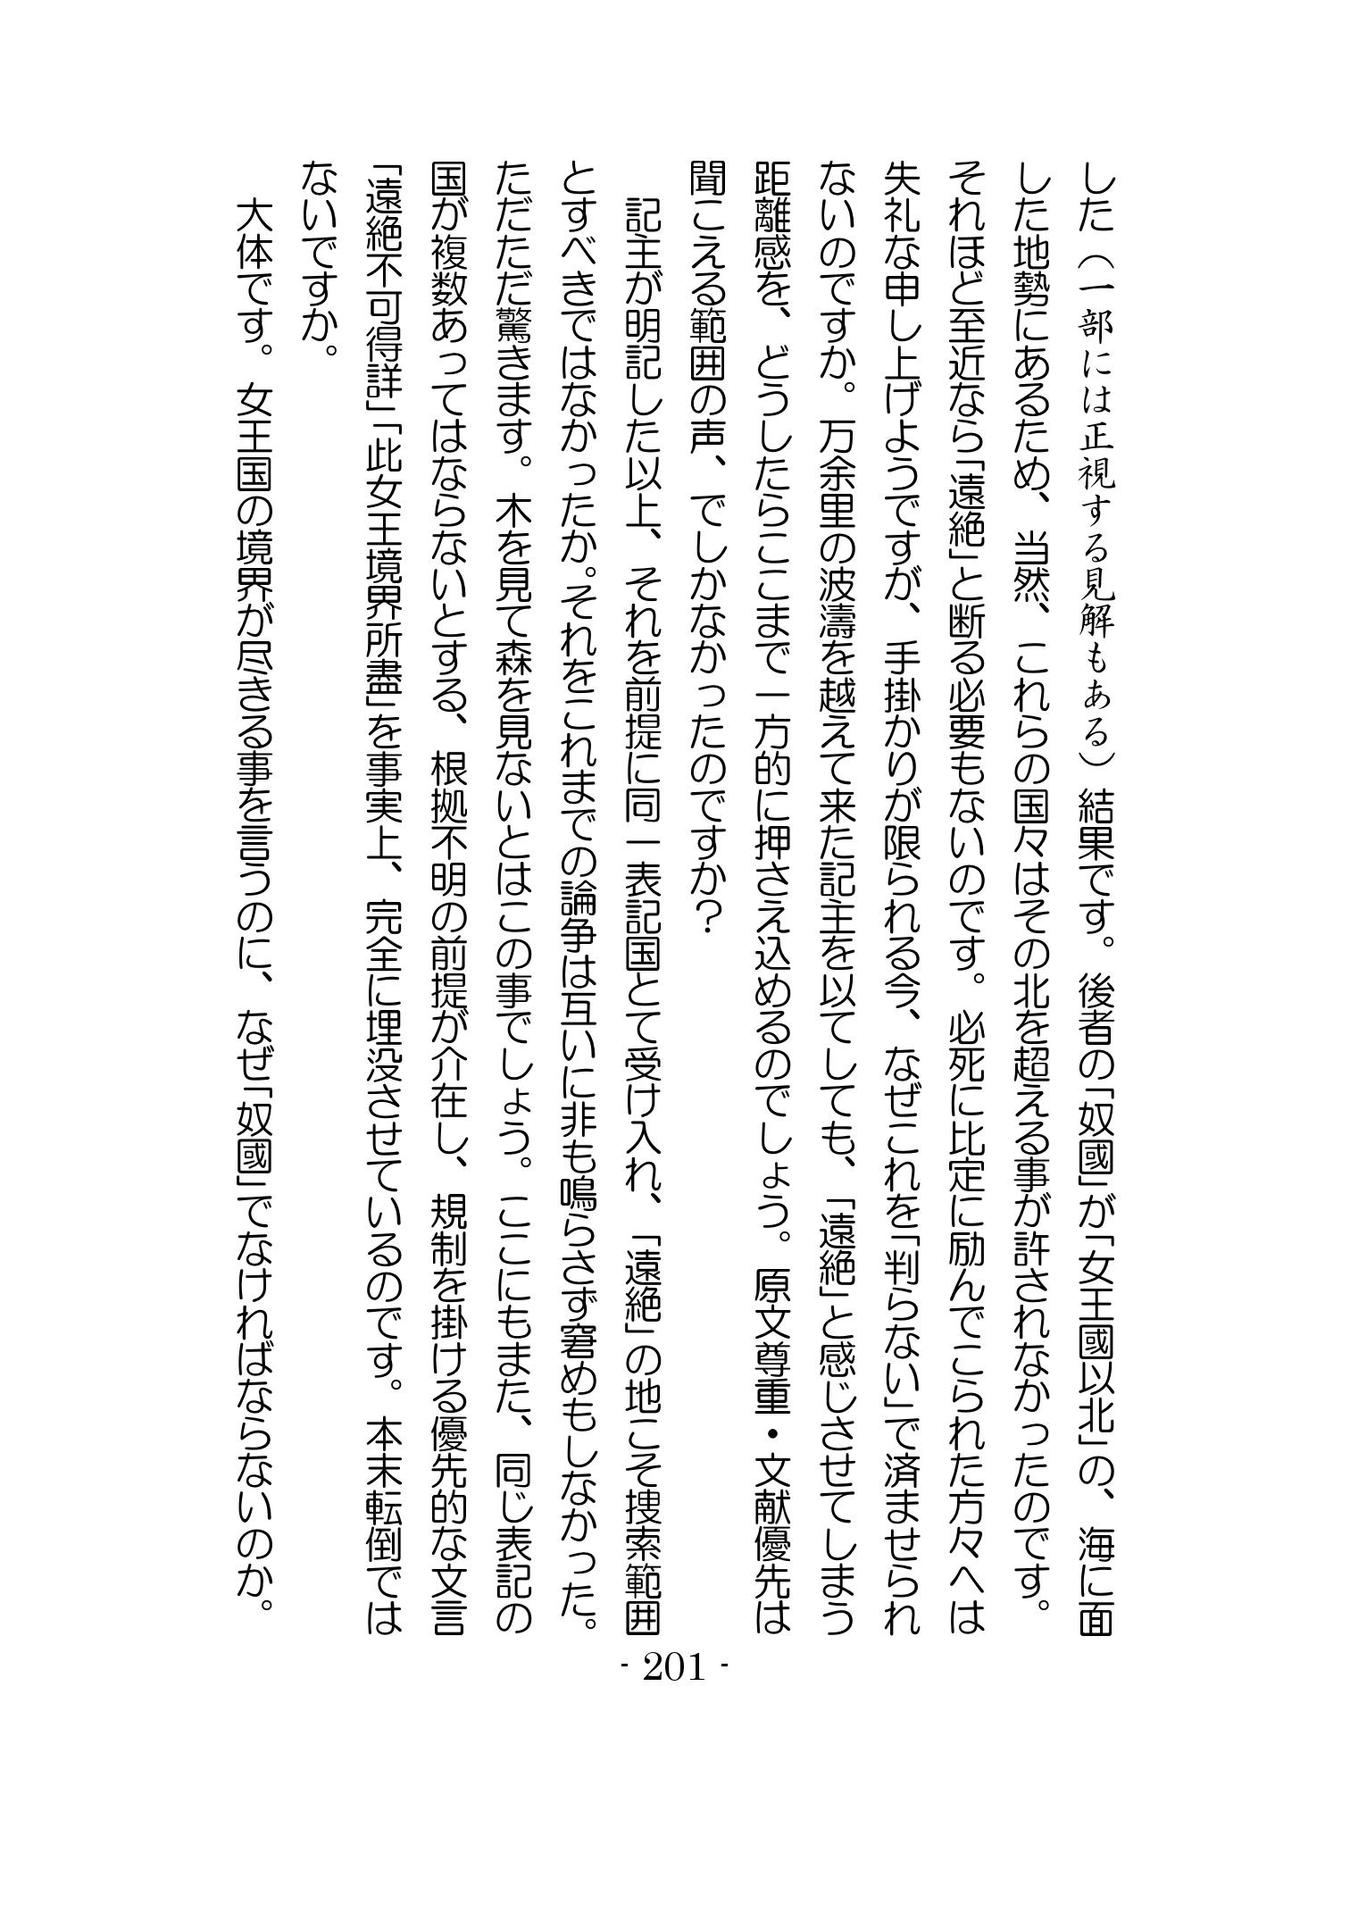 した（一部には正視する見解もある）結果です。後者の「奴國」が「女王國以北」の、海に面
した地勢にあるため、当然、これらの国々はその北を超える事が許されなかったのです。
それほど至近なら「遠絶」と断る必要もないのです。必死に比定に励んでこられた方々へは
失礼な申し上げようですが、手掛かりが限られる今、なぜこれを「判らない」で済ませられ
ないのですか。万余里の波濤を越えて来た記主を以てしても、「遠絶」と感じさせてしまう
距離感を、どうしたらここまで一方的に押さえ込めるのでしょう。原文尊重・文献優先は
聞こえる範囲の声、でしかなかったのですか？
記主が明記した以上、それを前提に同一表記国とて受け入れ、「遠絶」の地こそ捜索範囲
とすべきではなかったか。それをこれまでの論争は互いに非も鳴らさず窘めもしなかった。
ただただ驚きます。木を見て森を見ないとはこの事でしょう。ここにもまた、同じ表記の
国が複数あってはならないとする、根拠不明の前提が介在し、規制を掛ける優先的な文言
「遠絶不可得詳」「此女王境界所盡」を事実上、完全に埋没させているのです。本末転倒では
ないですか。
大体です。女王国の境界が尽きる事を言うのに、なぜ「奴國」でなければならないのか。
- 201 -